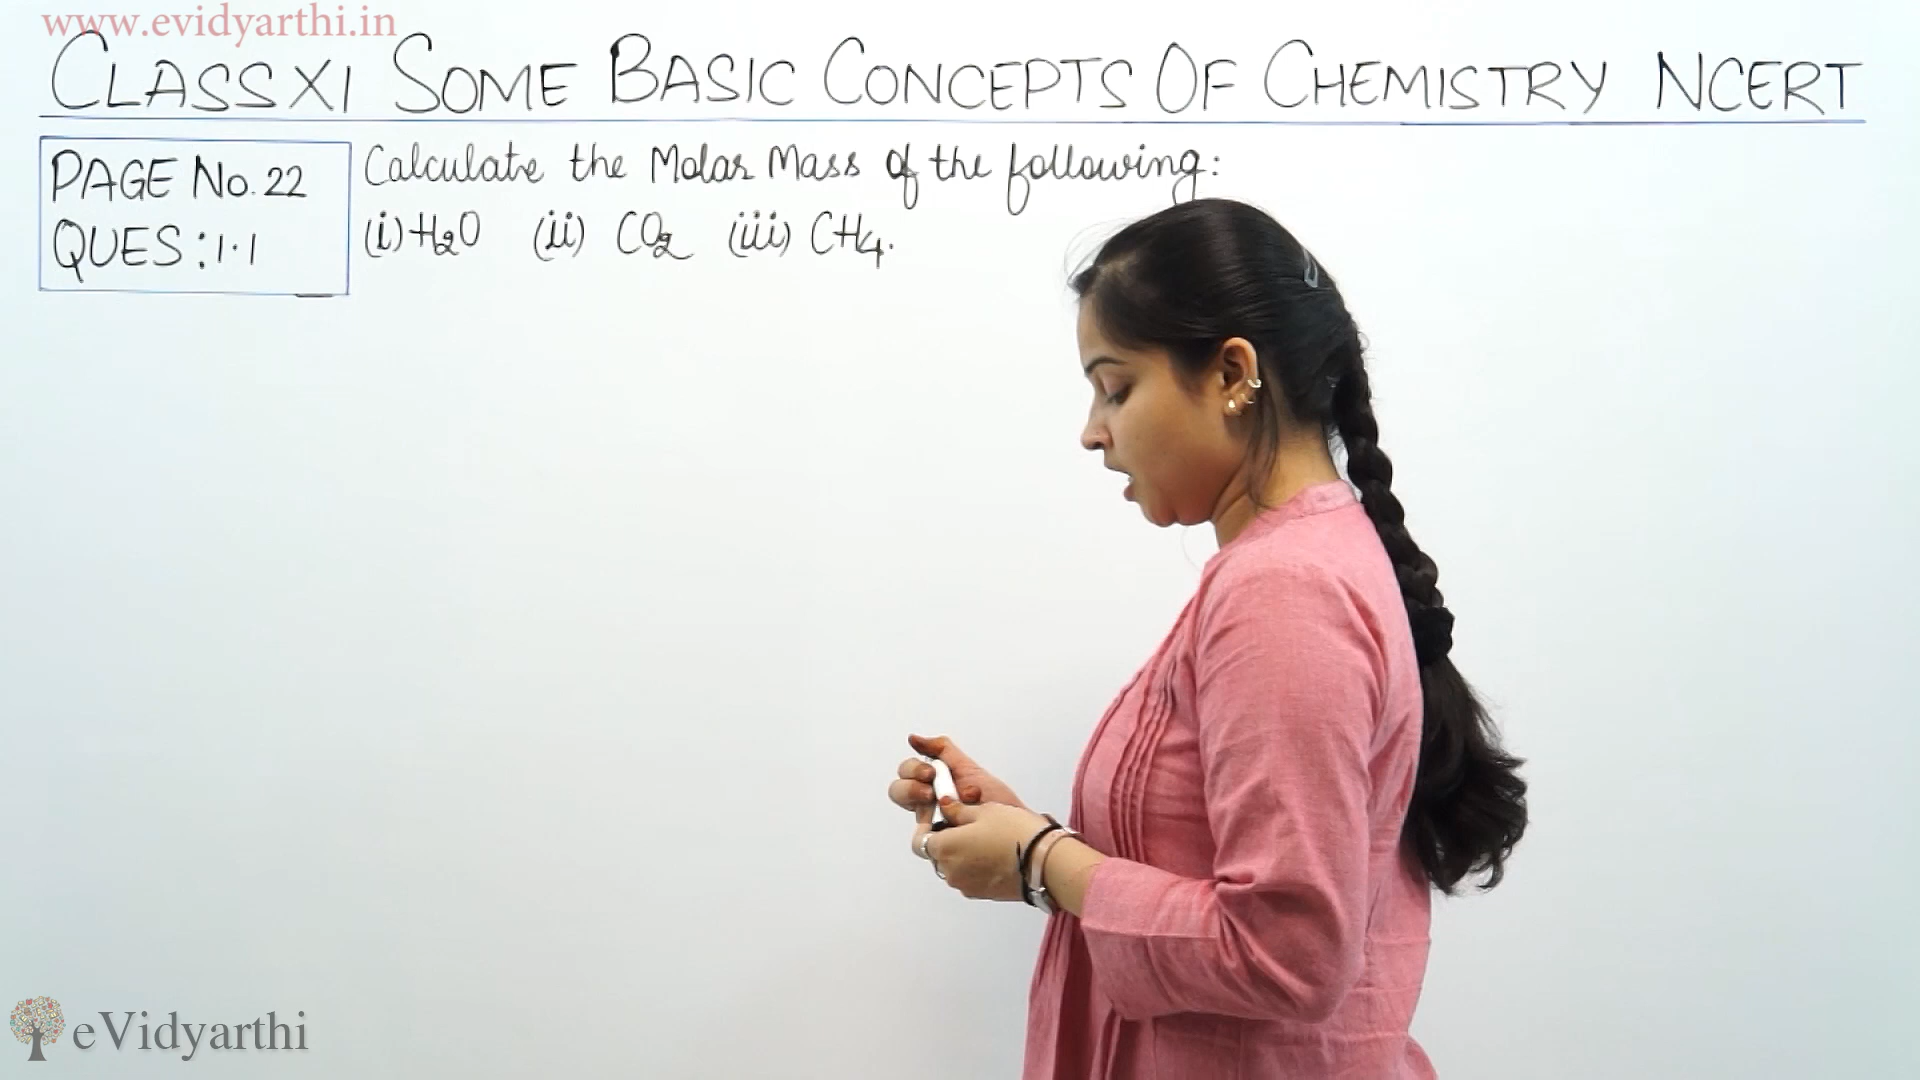 www.evidyarthi.in
CLASS XI SOME BASIC CONCEPTS OF CHEMISTRY NCERT
PAGE No. 22
QUES : 1.1
Calculate the Molar Mass of the following:
(i) H₂O (ii) CO₂ (iii) CH₄.
eVidyarthi